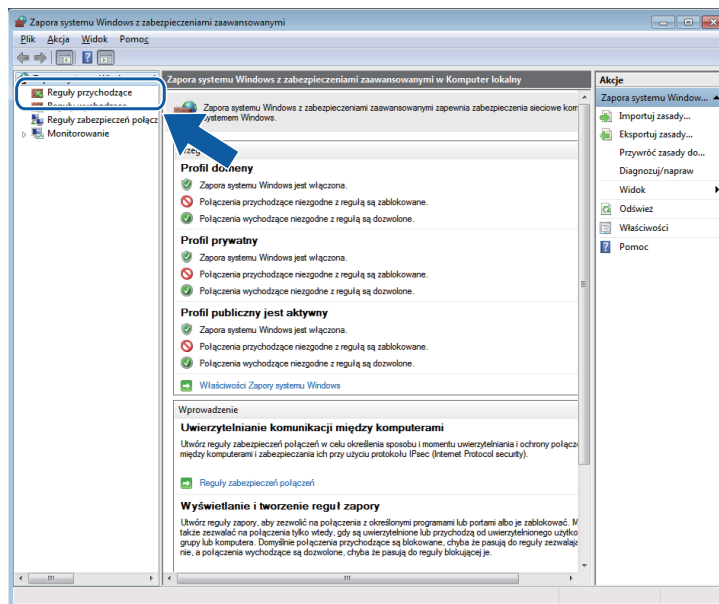 Zapora systemu Windows z zabezpieczeniami zaawansowanymi
Plik Akcja Widok Pomoc
Reguły przychodzące
Reguły zabezpieczeń połącz
Monitorowanie
Zapora systemu Windows z zabezpieczeniami zaawansowanymi w Komputer lokalny
Zapora systemu Windows z zabezpieczeniami zaawansowanymi zapewnia zabezpieczenia sieciowe kom
systemem Windows.
Profil domeny
Zapora systemu Windows jest włączona.
Połączenia przychodzące niezgodne z regułą są zablokowane.
Połączenia wychodzące niezgodne z regułą są dozwolone.
Profil prywatny
Zapora systemu Windows jest włączona.
Połączenia przychodzące niezgodne z regułą są zablokowane.
Połączenia wychodzące niezgodne z regułą są dozwolone.
Profil publiczny jest aktywny
Zapora systemu Windows jest włączona.
Połączenia przychodzące niezgodne z regułą są zablokowane.
Połączenia wychodzące niezgodne z regułą są dozwolone.
Właściwości Zapory systemu Windows
Wprowadzenie
Uwierzytelnianie komunikacji między komputerami
Utwórz reguły zabezpieczeń połączeń w celu określenia sposobu i momentu uwierzytelniania i ochrony połącze
między komputerami i zabezpieczania ich przy użyciu protokołu IPsec (Internet Protocol security).
Reguły zabezpieczeń połączeń
Wyświetlanie i tworzenie reguł zapory
Utwórz reguły zapory, aby zezwolić na połączenia z określonymi programami lub portami albo je zablokować. M
także zezwalać na połączenia tylko wtedy, gdy są uwierzytelnione lub przychodzą od uwierzytelnionego użytko
grupy lub komputera. Domyślnie połączenia przychodzące są blokowane, chyba że pasują do reguły zezwalają
nie, a połączenia wychodzące są dozwolone, chyba że pasują do reguły blokującej je.
Akcje
Zapora systemu Window...
Importuj zasady...
Eksportuj zasady...
Przywróć zasady do...
Diagnozuj/napraw
Widok
Odśwież
Właściwości
Pomoc